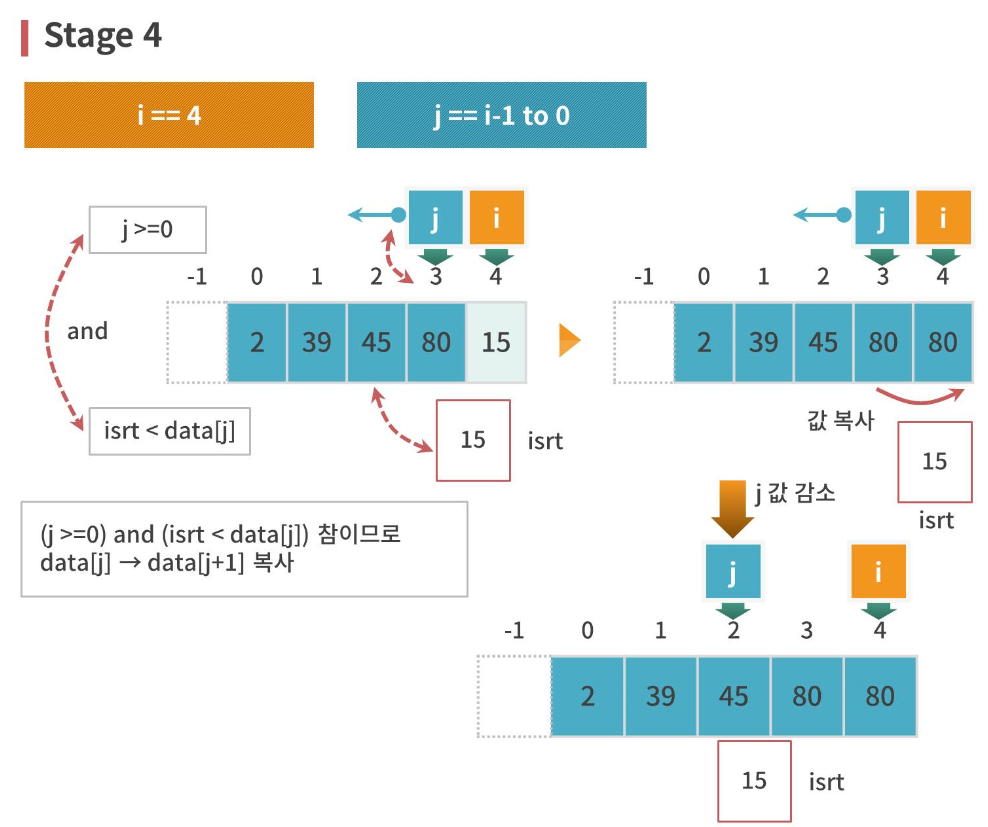 Stage 4
i == 4
j == i-1 to 0
j >=0
and
isrt < data[j]
j i
-1 0 1 2 3 4
2 39 45 80 15
15 isrt
j i
-1 0 1 2 3 4
2 39 45 80 80
값 복사
15
isrt
(j >=0) and (isrt < data[j]) 참이므로
data[j] → data[j+1] 복사
j 값 감소
j i
-1 0 1 2 3 4
2 39 45 80 80
15 isrt